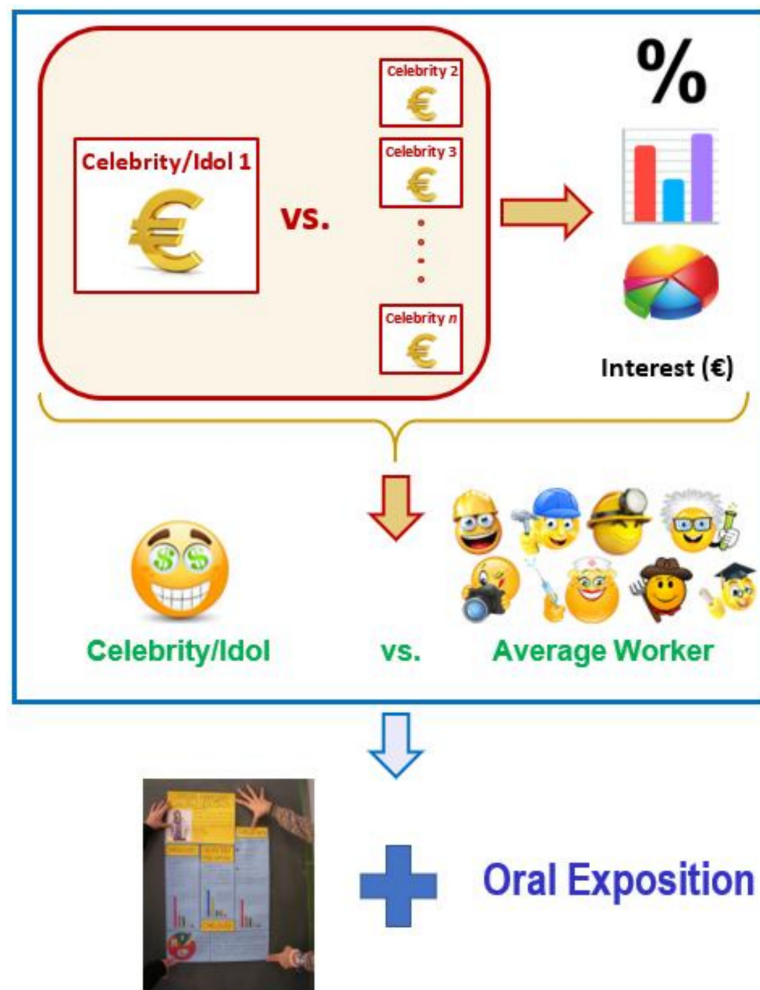 Celebrity/Idol 1
€
vs.
Celebrity 2
€
Celebrity 3
€
Celebrity n
€
%
Interest (€)
$ $
Celebrity/Idol vs. Average Worker
Oral Exposition